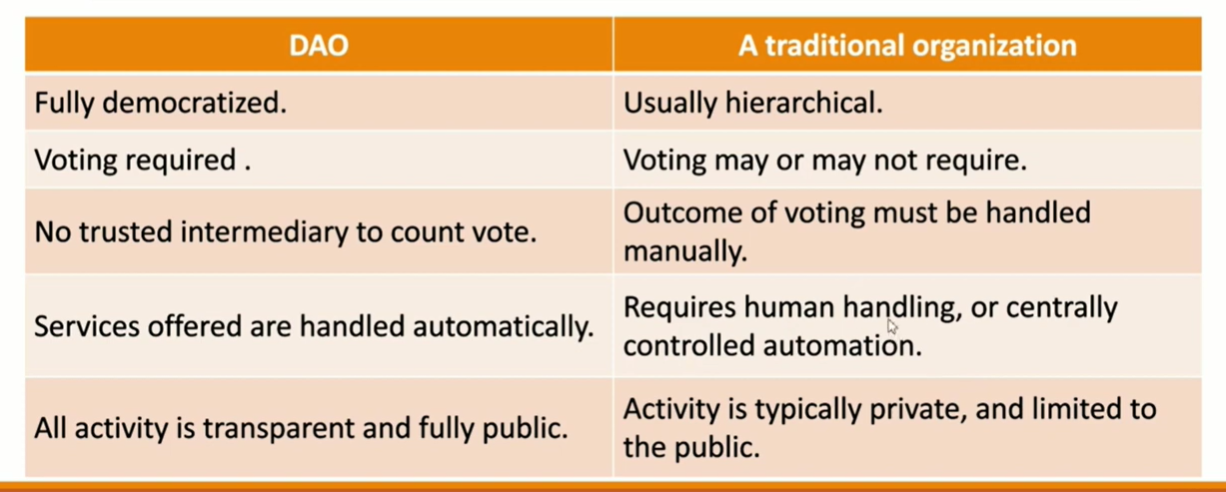 DAO
A traditional organization
Fully democratized.
Usually hierarchical.
Voting required .
Voting may or may not require.
No trusted intermediary to count vote.
Outcome of voting must be handled
manually.
Services offered are handled automatically.
Requires human handling, or centrally
controlled automation.
All activity is transparent and fully public.
Activity is typically private, and limited to
the public.